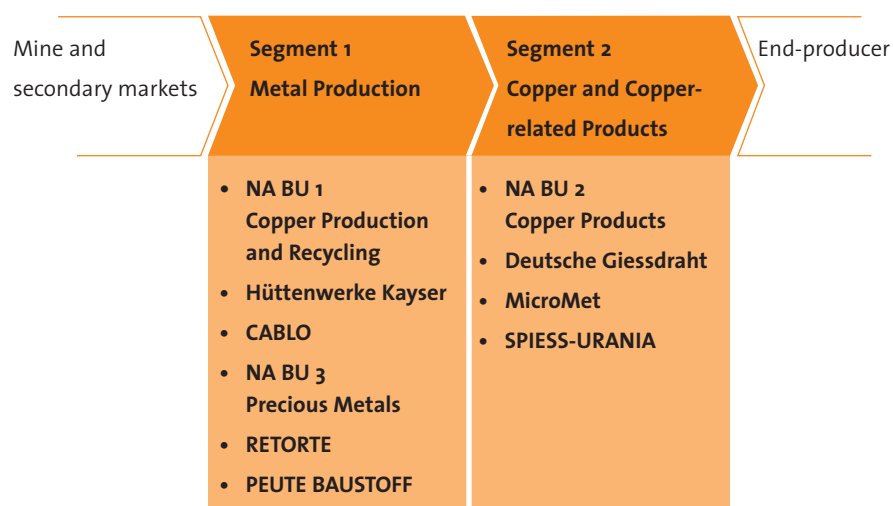 Mine and
secondary markets
Segment 1
Metal Production
Segment 2
Copper and Copper-
related Products
End-producer
• NA BU 1
Copper Production
and Recycling
• Hüttenwerke Kayser
• CABLO
• NA BU 3
Precious Metals
• RETORTE
• PEUTE BAUSTOFF
• NA BU 2
Copper Products
• Deutsche Giessdraht
• MicroMet
• SPIESS-URANIA